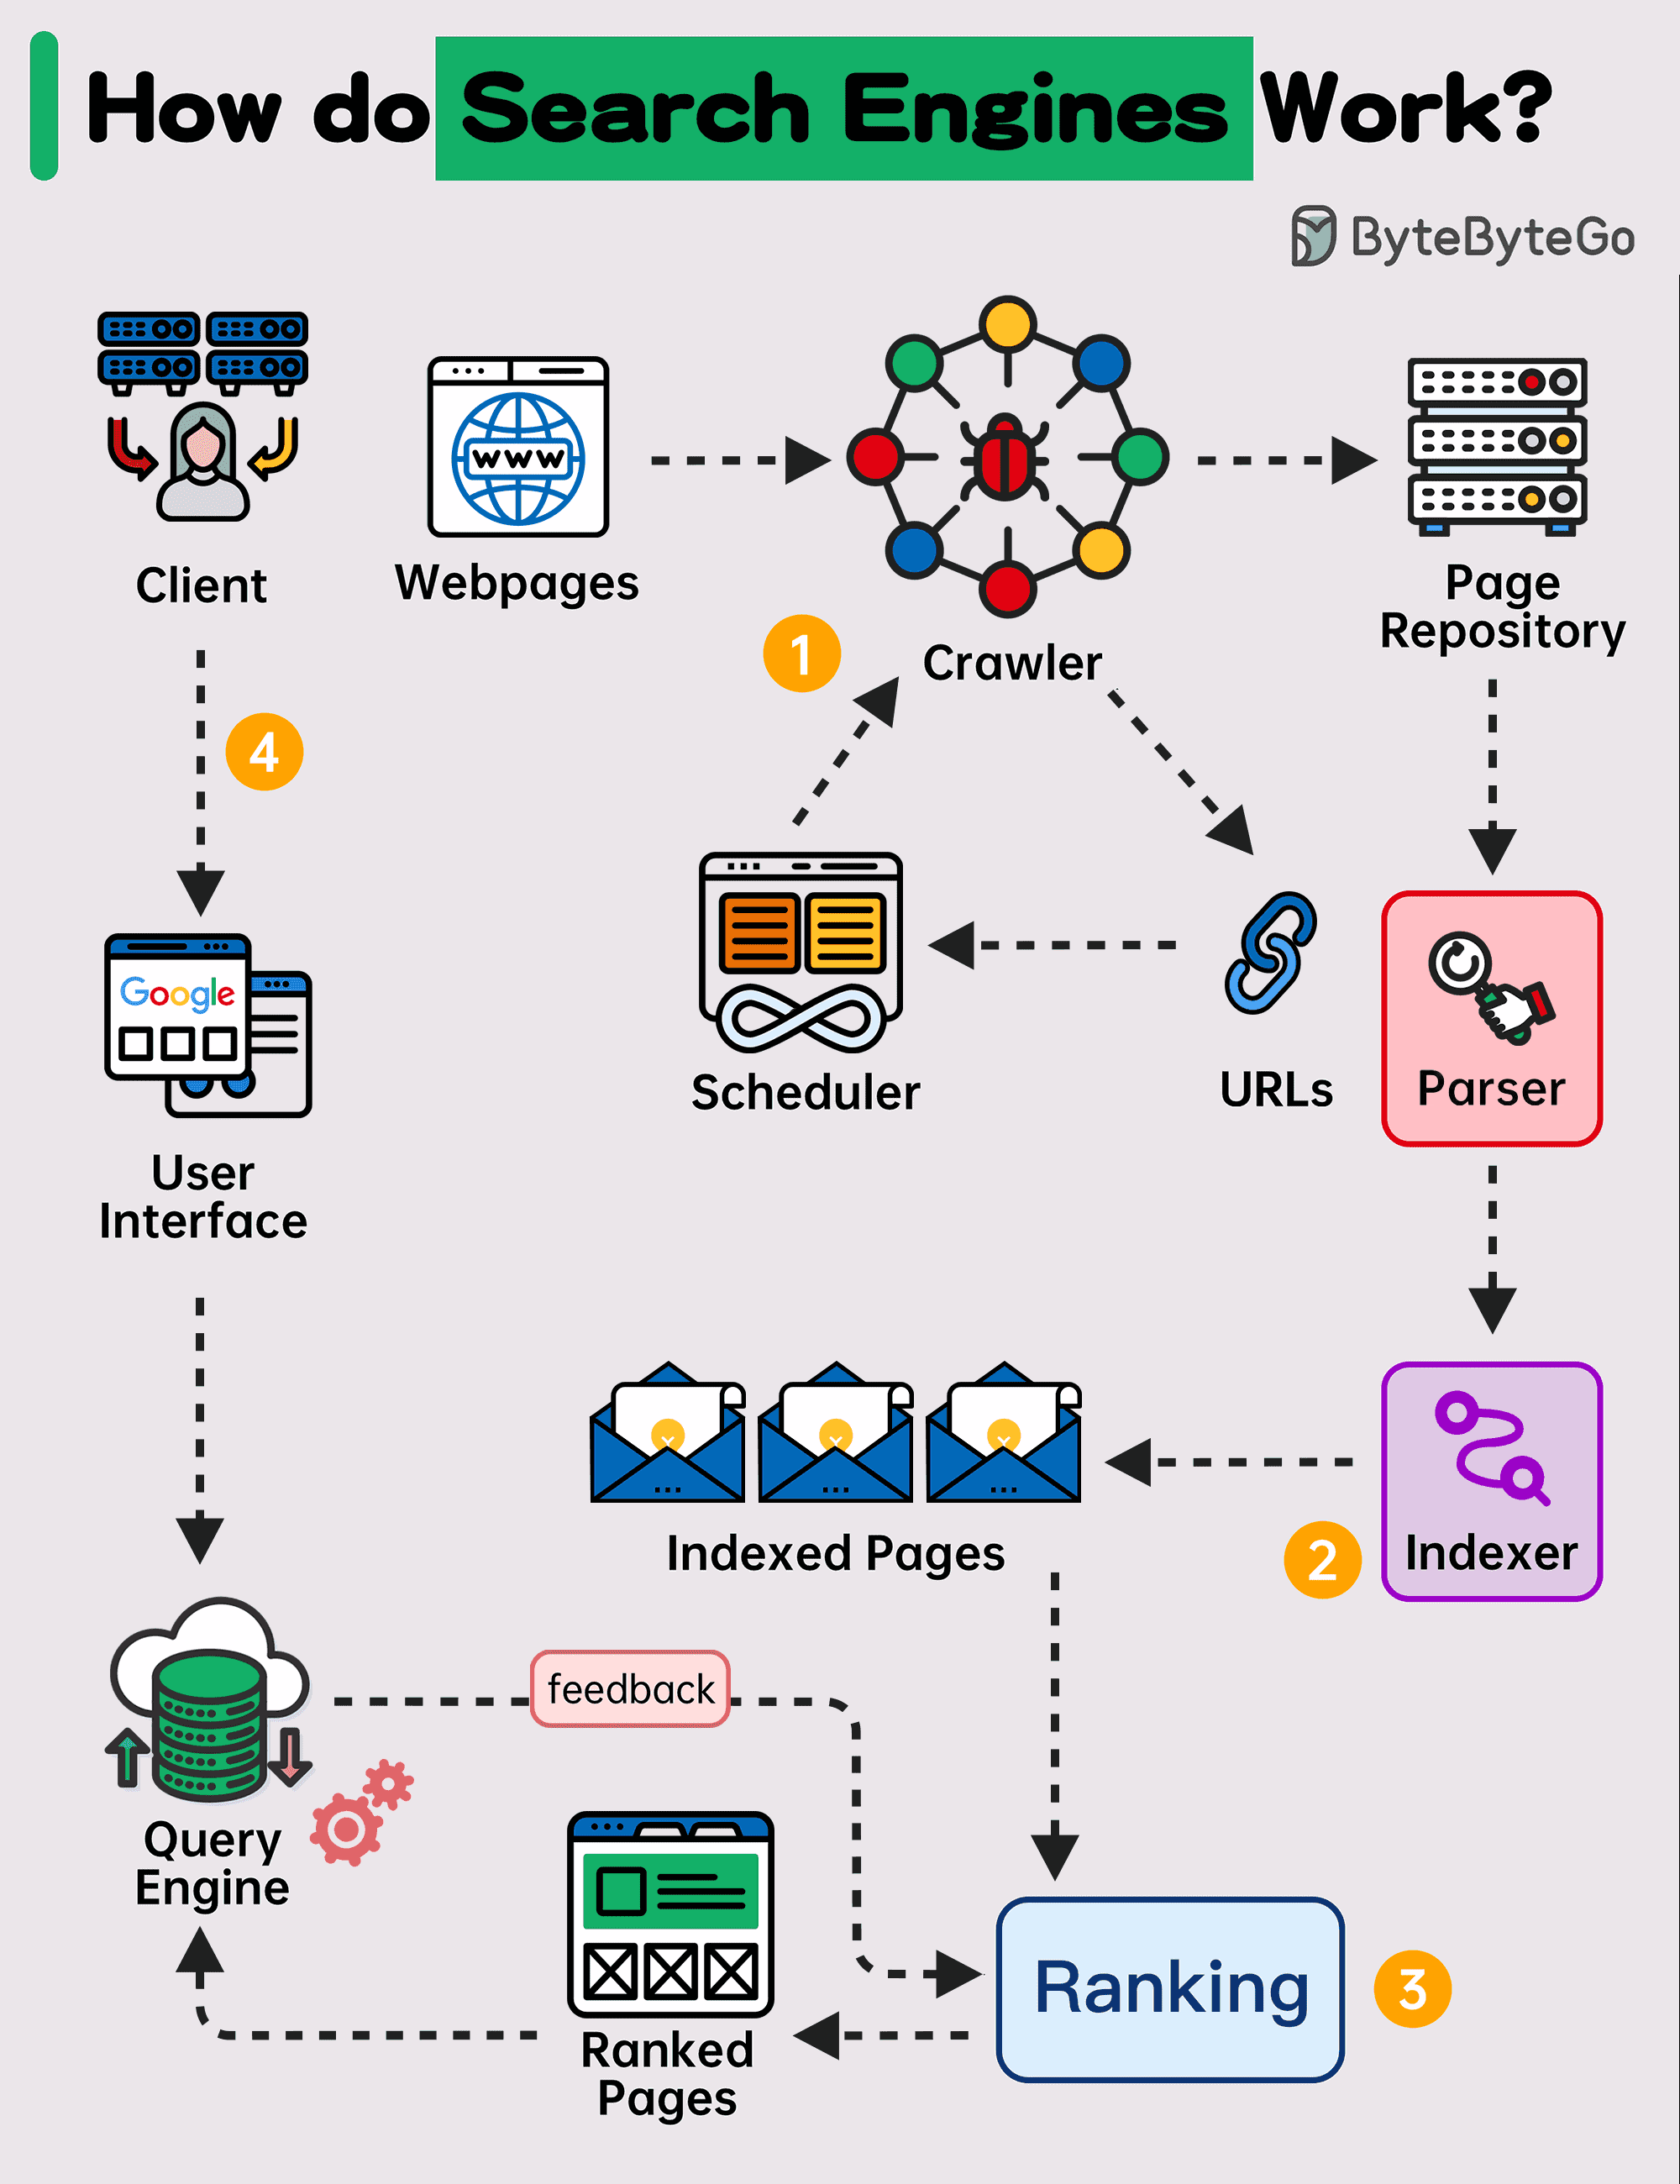 How do Search Engines Work?
ByteByteGo
Client
Webpages
WWW
1
Crawler
Page
Repository
4
Google
User
Interface
Scheduler
URLs
Parser
Indexed Pages
2
Indexer
feedback
Query
Engine
Ranked
Pages
Ranking
3